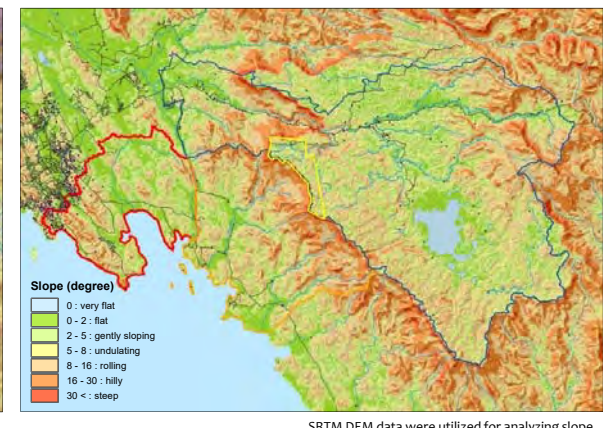 Slope (degree)
0 : very flat
0 - 2 : flat
2 - 5 : gently sloping
5 - 8 : undulating
8 - 16 : rolling
16 - 30 : hilly
30 < : steep
SRTM DEM data were utilized for analyzing slope